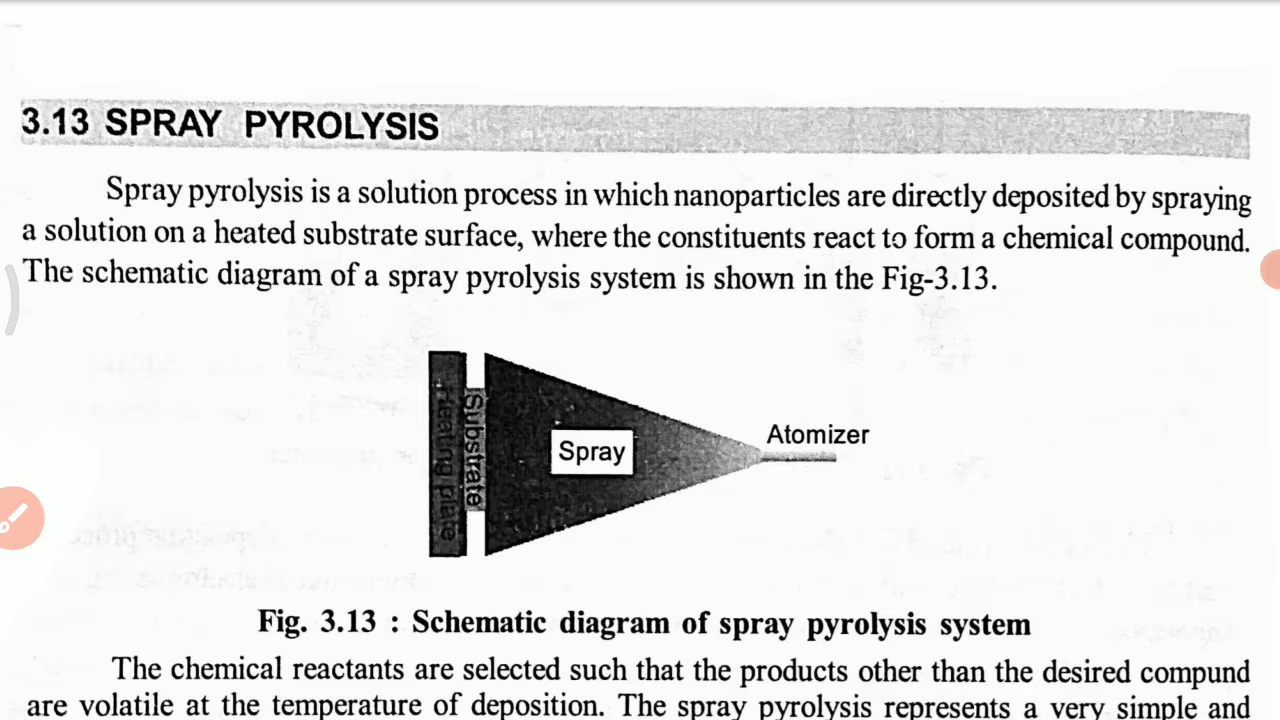 3.13 SPRAY PYROLYSIS
Spray pyrolysis is a solution process in which nanoparticles are directly deposited by spraying
a solution on a heated substrate surface, where the constituents react to form a chemical compound.
The schematic diagram of a spray pyrolysis system is shown in the Fig-3.13.
Heating plate
Substrate
Spray
Atomizer
Fig. 3.13 : Schematic diagram of spray pyrolysis system
The chemical reactants are selected such that the products other than the desired compund
are volatile at the temperature of deposition. The spray pyrolysis represents a very simple and